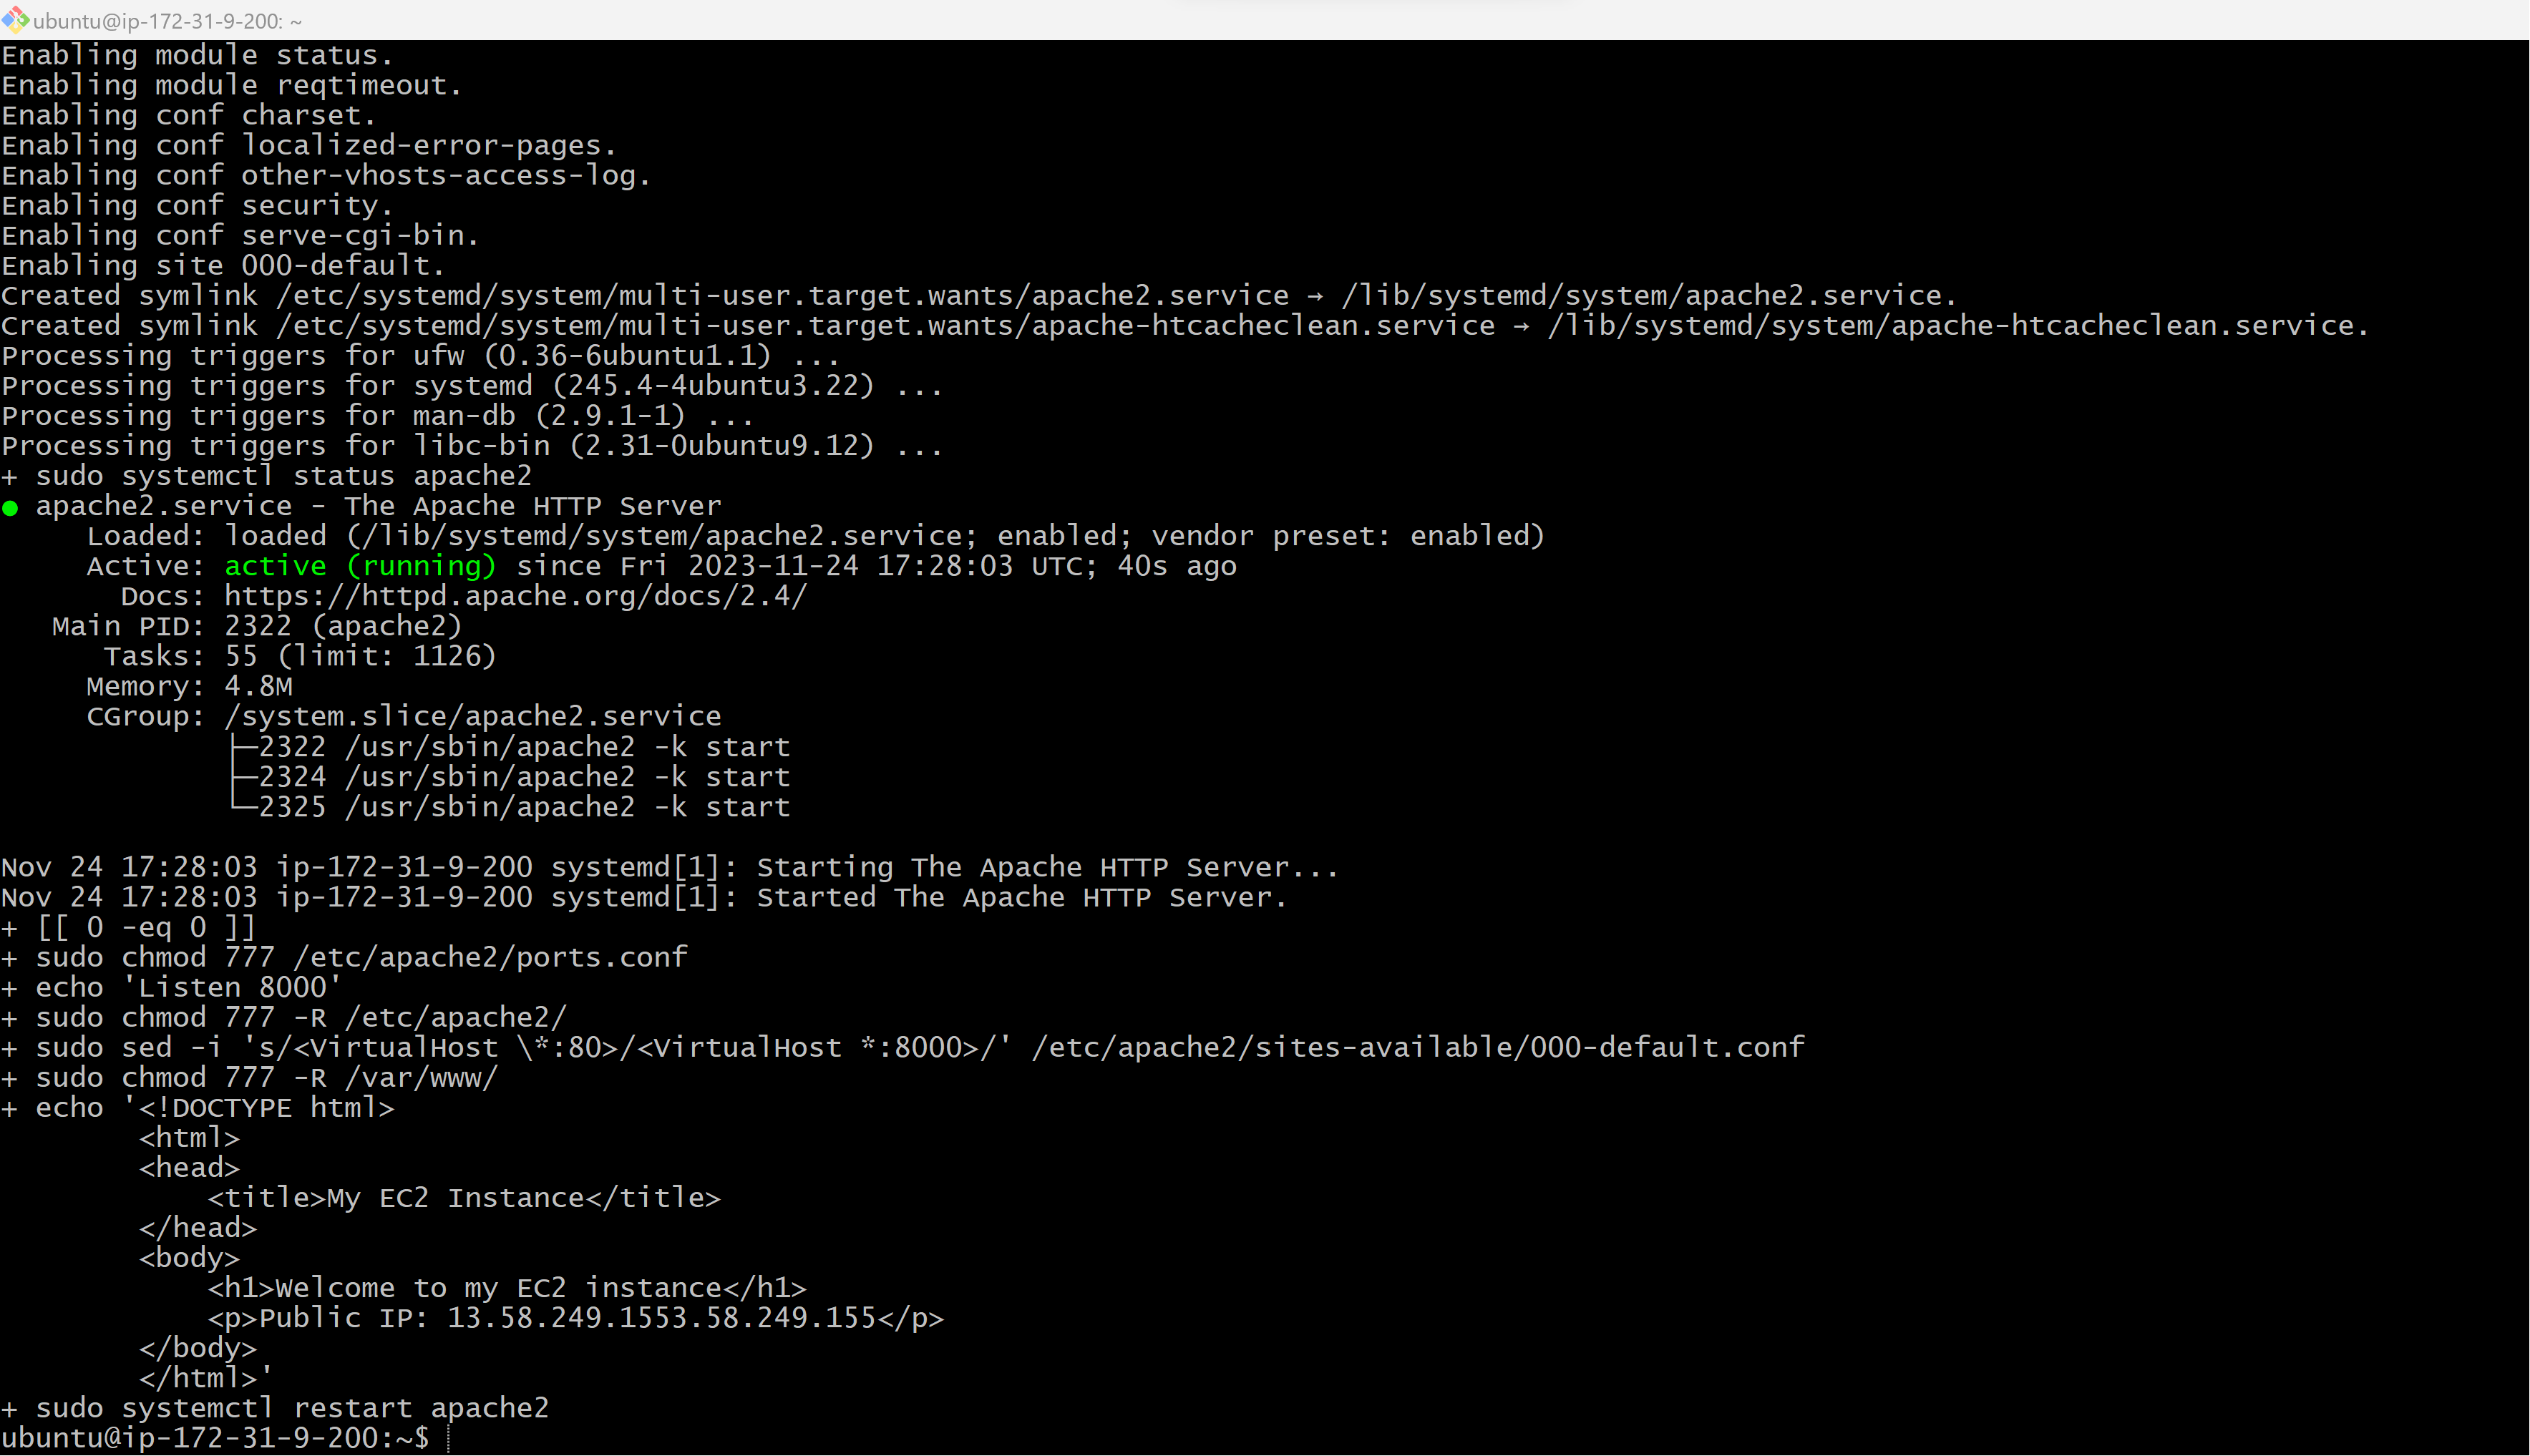 ubuntu@ip-172-31-9-200: ~
Enabling module status.
Enabling module reqtimeout.
Enabling conf charset.
Enabling conf localized-error-pages.
Enabling conf other-vhosts-access-log.
Enabling conf security.
Enabling conf serve-cgi-bin.
Enabling site 000-default.
Created symlink /etc/systemd/system/multi-user.target.wants/apache2.service → /lib/systemd/system/apache2.service.
Created symlink /etc/systemd/system/multi-user.target.wants/apache-htcacheclean.service → /lib/systemd/system/apache-htcacheclean.service.
Processing triggers for ufw (0.36-6ubuntu1.1) ...
Processing triggers for systemd (245.4-4ubuntu3.22) ...
Processing triggers for man-db (2.9.1-1) ...
Processing triggers for libc-bin (2.31-0ubuntu9.12) ...
+ sudo systemctl status apache2
● apache2.service - The Apache HTTP Server
     Loaded: loaded (/lib/systemd/system/apache2.service; enabled; vendor preset: enabled)
     Active: active (running) since Fri 2023-11-24 17:28:03 UTC; 40s ago
       Docs: https://httpd.apache.org/docs/2.4/
   Main PID: 2322 (apache2)
      Tasks: 55 (limit: 1126)
     Memory: 4.8M
     CGroup: /system.slice/apache2.service
             ├─2322 /usr/sbin/apache2 -k start
             ├─2324 /usr/sbin/apache2 -k start
             └─2325 /usr/sbin/apache2 -k start

Nov 24 17:28:03 ip-172-31-9-200 systemd[1]: Starting The Apache HTTP Server...
Nov 24 17:28:03 ip-172-31-9-200 systemd[1]: Started The Apache HTTP Server.
+ [[ 0 -eq 0 ]]
+ sudo chmod 777 /etc/apache2/ports.conf
+ echo 'Listen 8000'
+ sudo chmod 777 -R /etc/apache2/
+ sudo sed -i 's/<VirtualHost \*:80>/<VirtualHost *:8000>/' /etc/apache2/sites-available/000-default.conf
+ sudo chmod 777 -R /var/www/
+ echo '<!DOCTYPE html>
        <html>
        <head>
            <title>My EC2 Instance</title>
        </head>
        <body>
            <h1>Welcome to my EC2 instance</h1>
            <p>Public IP: 13.58.249.1553.58.249.155</p>
        </body>
        </html>'
+ sudo systemctl restart apache2
ubuntu@ip-172-31-9-200:~$